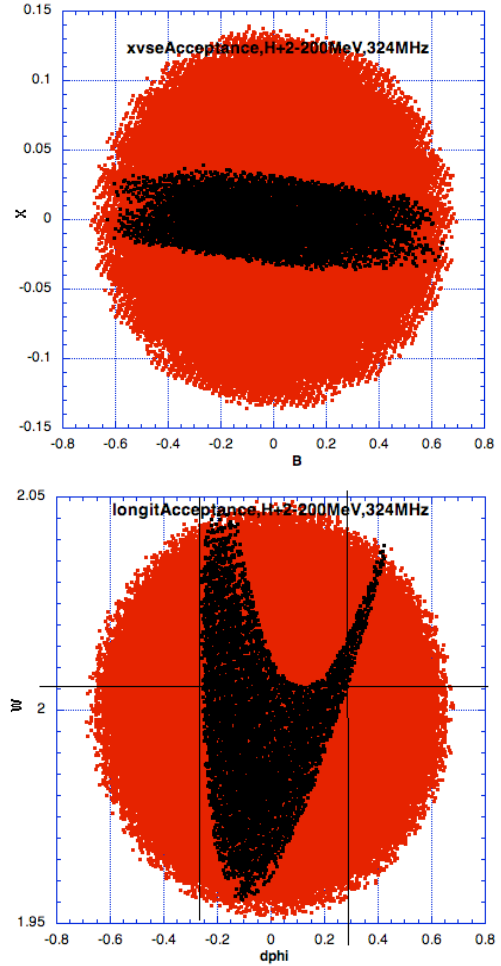 0.15
xvseAcceptance,H+2-200MeV,324MHz
0.1
0.05
X
0
-0.05
-0.1
-0.15
-0.8 -0.6 -0.4 -0.2 0 0.2 0.4 0.6 0.8
B
2.05
longitAcceptance,H+2-200MeV,324MHz
W
2
1.95
-0.8 -0.6 -0.4 -0.2 0 0.2 0.4 0.6 0.8
dphi